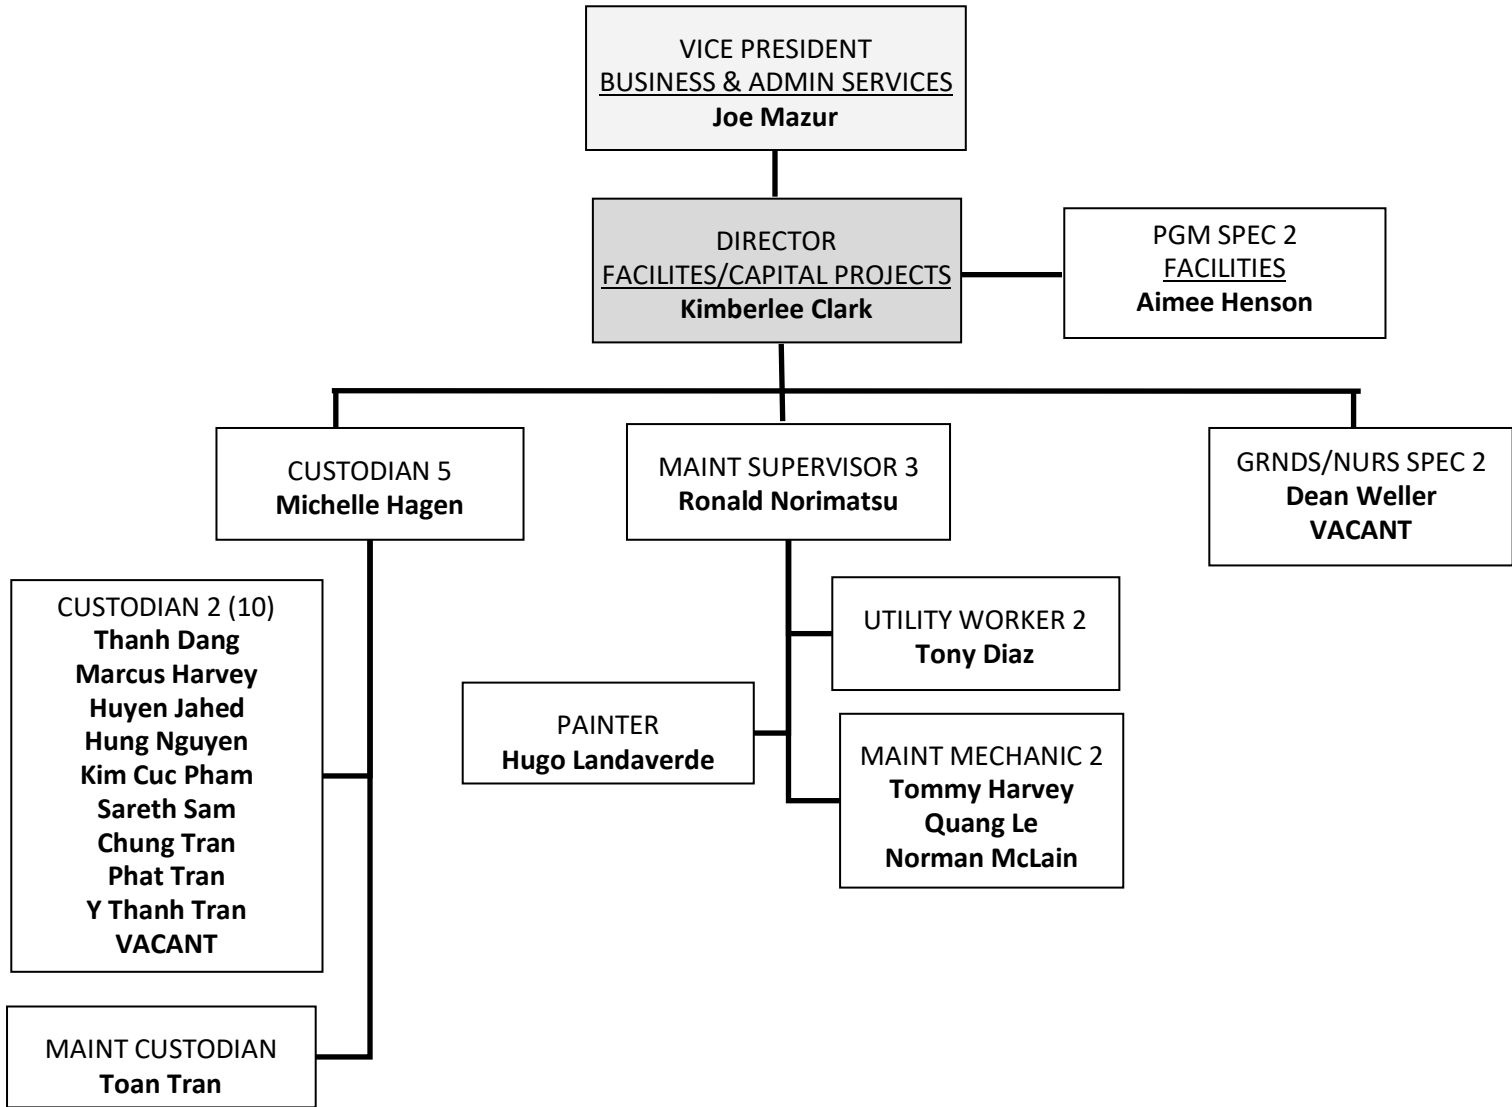 VICE PRESIDENT
BUSINESS & ADMIN SERVICES
Joe Mazur
DIRECTOR
FACILITES/CAPITAL PROJECTS
Kimberlee Clark
PGM SPEC 2
FACILITIES
Aimee Henson
CUSTODIAN 5
Michelle Hagen
MAINT SUPERVISOR 3
Ronald Norimatsu
GRNDS/NURS SPEC 2
Dean Weller
VACANT
CUSTODIAN 2 (10)
Thanh Dang
Marcus Harvey
Huyen Jahed
Hung Nguyen
Kim Cuc Pham
Sareth Sam
Chung Tran
Phat Tran
Y Thanh Tran
VACANT
UTILITY WORKER 2
Tony Diaz
PAINTER
Hugo Landaverde
MAINT MECHANIC 2
Tommy Harvey
Quang Le
Norman McLain
MAINT CUSTODIAN
Toan Tran